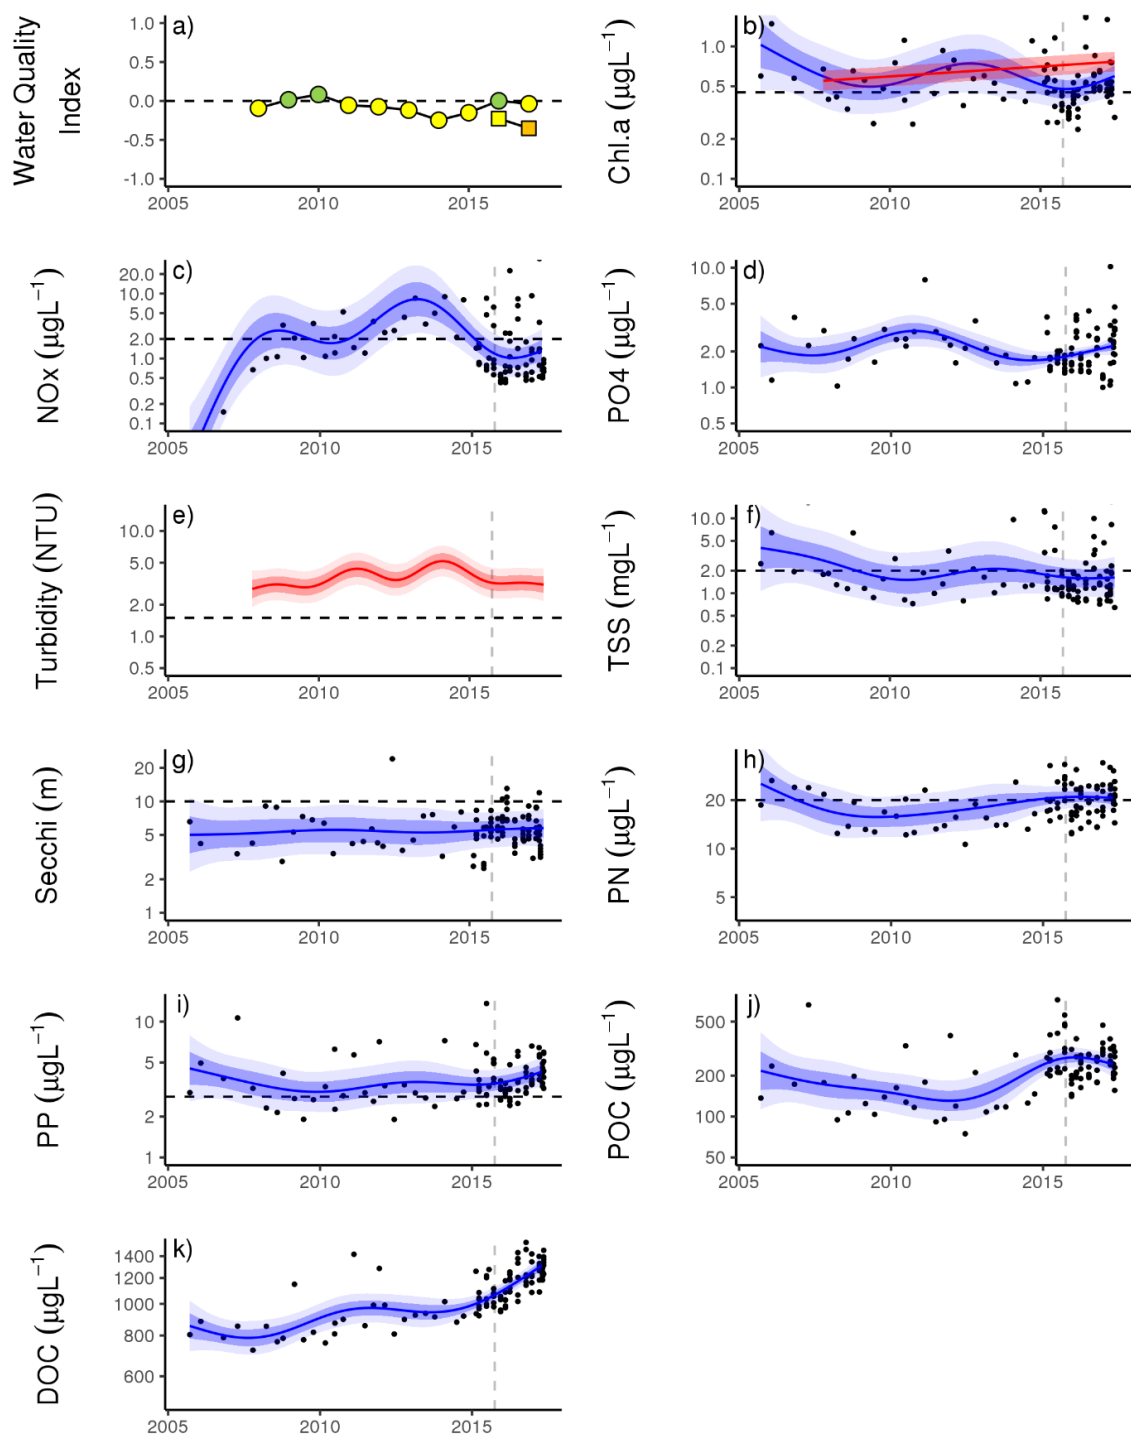 Water Quality
Index
a)
1.0
0.5
0.0
-0.5
-1.0
2005 2010 2015
Chl.a (µgL⁻¹)
b)
1.0
0.5
0.2
0.1
2005 2010 2015
NOx (µgL⁻¹)
c)
20.0
10.0
5.0
2.0
1.0
0.5
0.2
0.1
2005 2010 2015
PO4 (µgL⁻¹)
d)
10.0
5.0
2.0
1.0
0.5
2005 2010 2015
Turbidity (NTU)
e)
10.0
5.0
2.0
1.0
0.5
2005 2010 2015
TSS (mgL⁻¹)
f)
10.0
5.0
2.0
1.0
0.5
0.2
0.1
2005 2010 2015
Secchi (m)
g)
20
10
5
2
1
2005 2010 2015
PN (µgL⁻¹)
h)
20
10
5
2005 2010 2015
PP (µgL⁻¹)
i)
10
5
2
1
2005 2010 2015
POC (µgL⁻¹)
j)
500
200
100
50
2005 2010 2015
DOC (µgL⁻¹)
k)
1400
1200
1000
800
600
2005 2010 2015